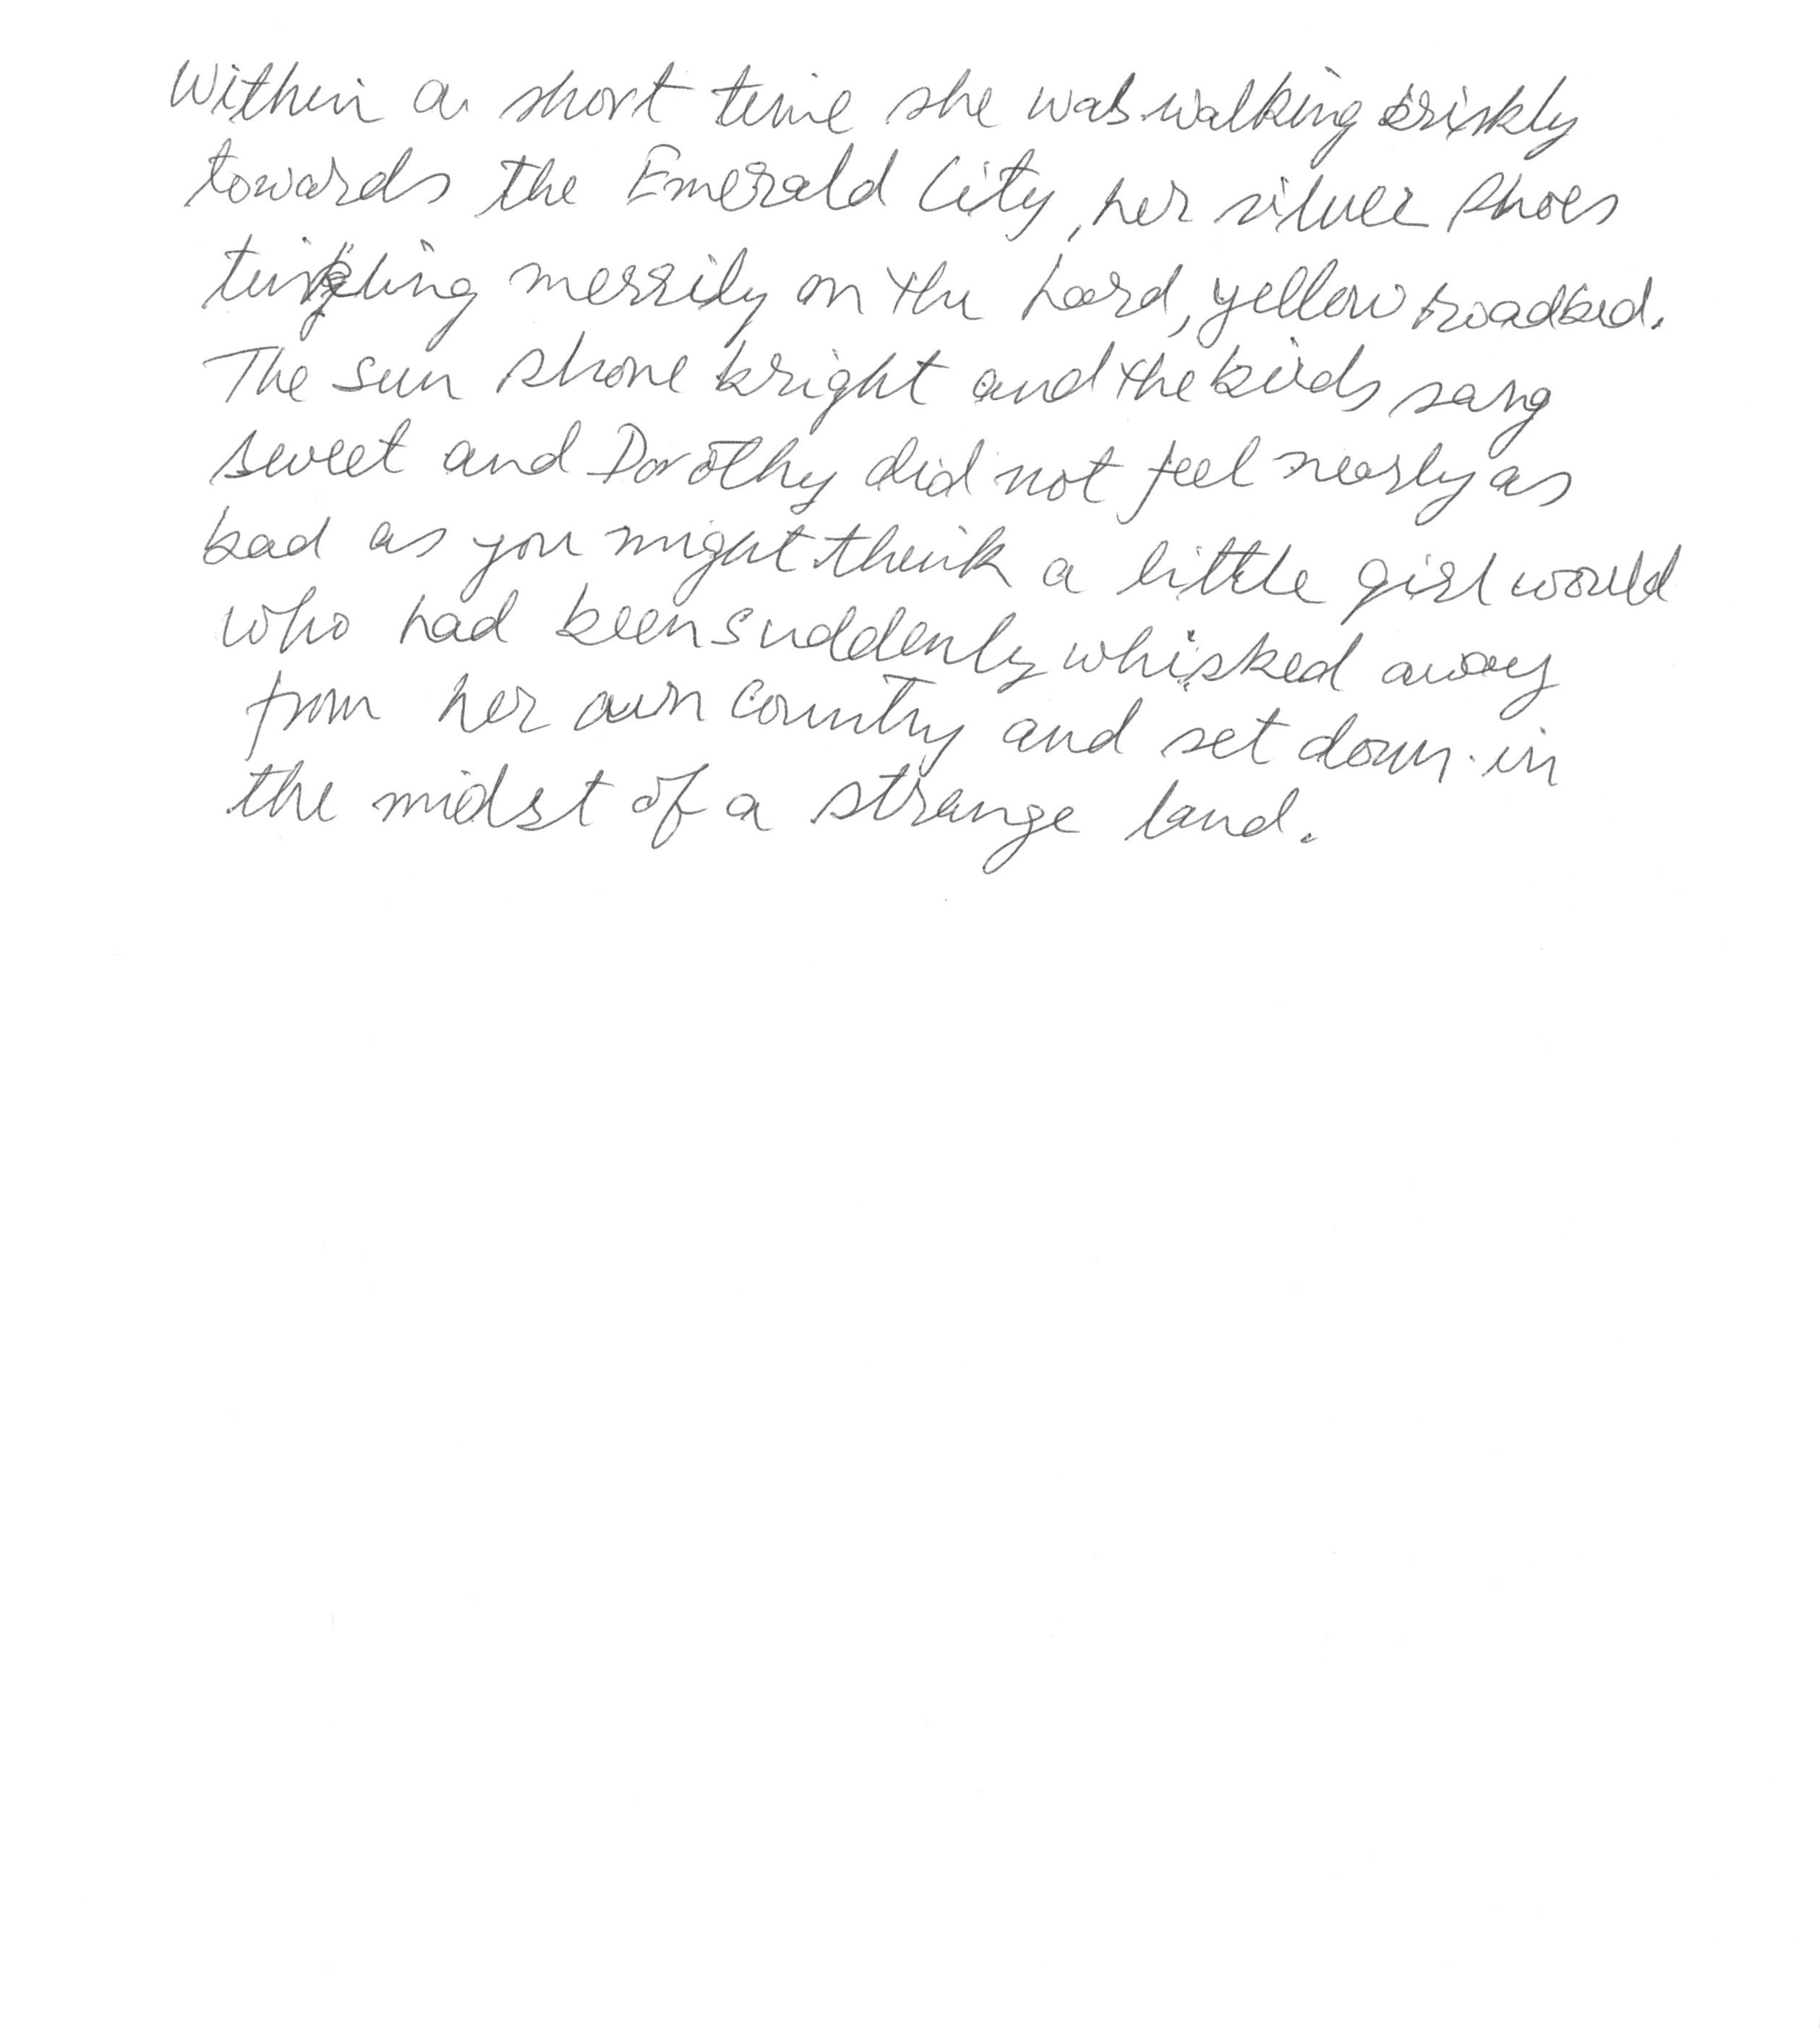 Within a short time she was walking briskly
towards the Emerald City, her silver shoes
tinkling merrily on the hard, yellow roadbed.
The sun shone bright and the birds sang
sweet and Dorothy did not feel nearly as
bad as you might think a little girl would
who had been suddenly whisked away
from her own country and set down in
the midst of a strange land.